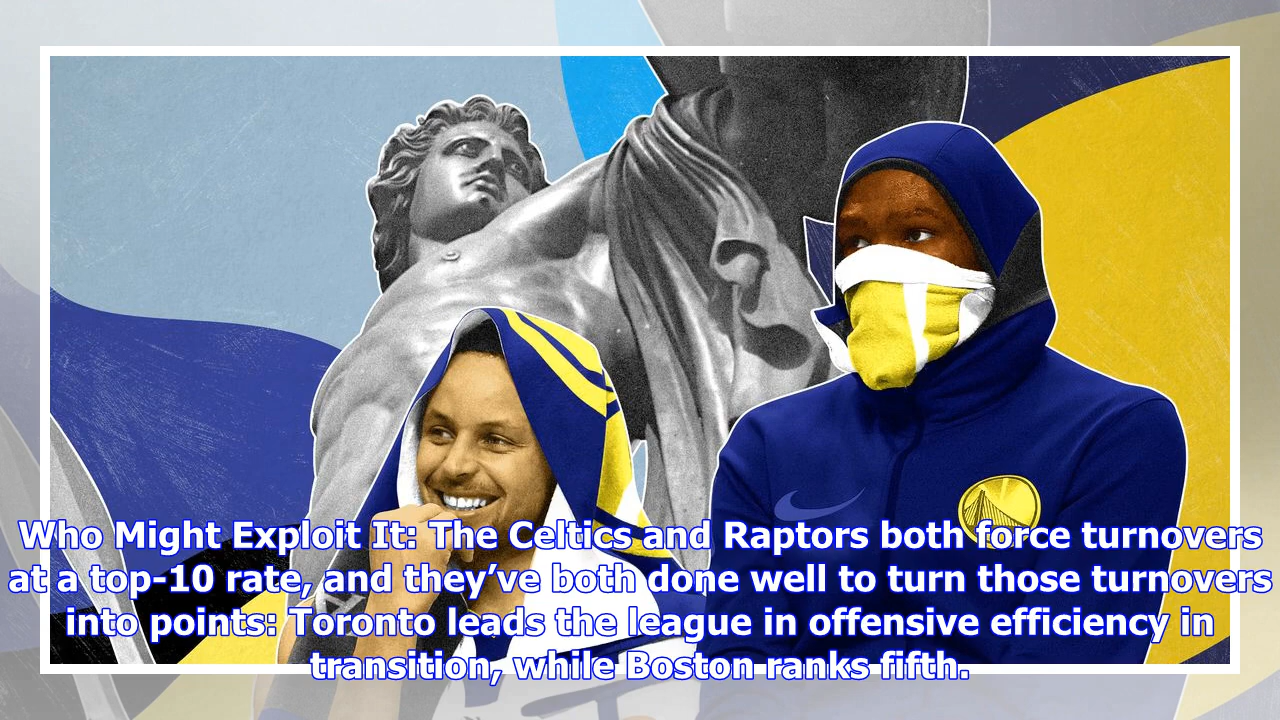 Who Might Exploit It: The Celtics and Raptors both force turnovers
at a top-10 rate, and they’ve both done well to turn those turnovers
into points: Toronto leads the league in offensive efficiency in
transition, while Boston ranks fifth.